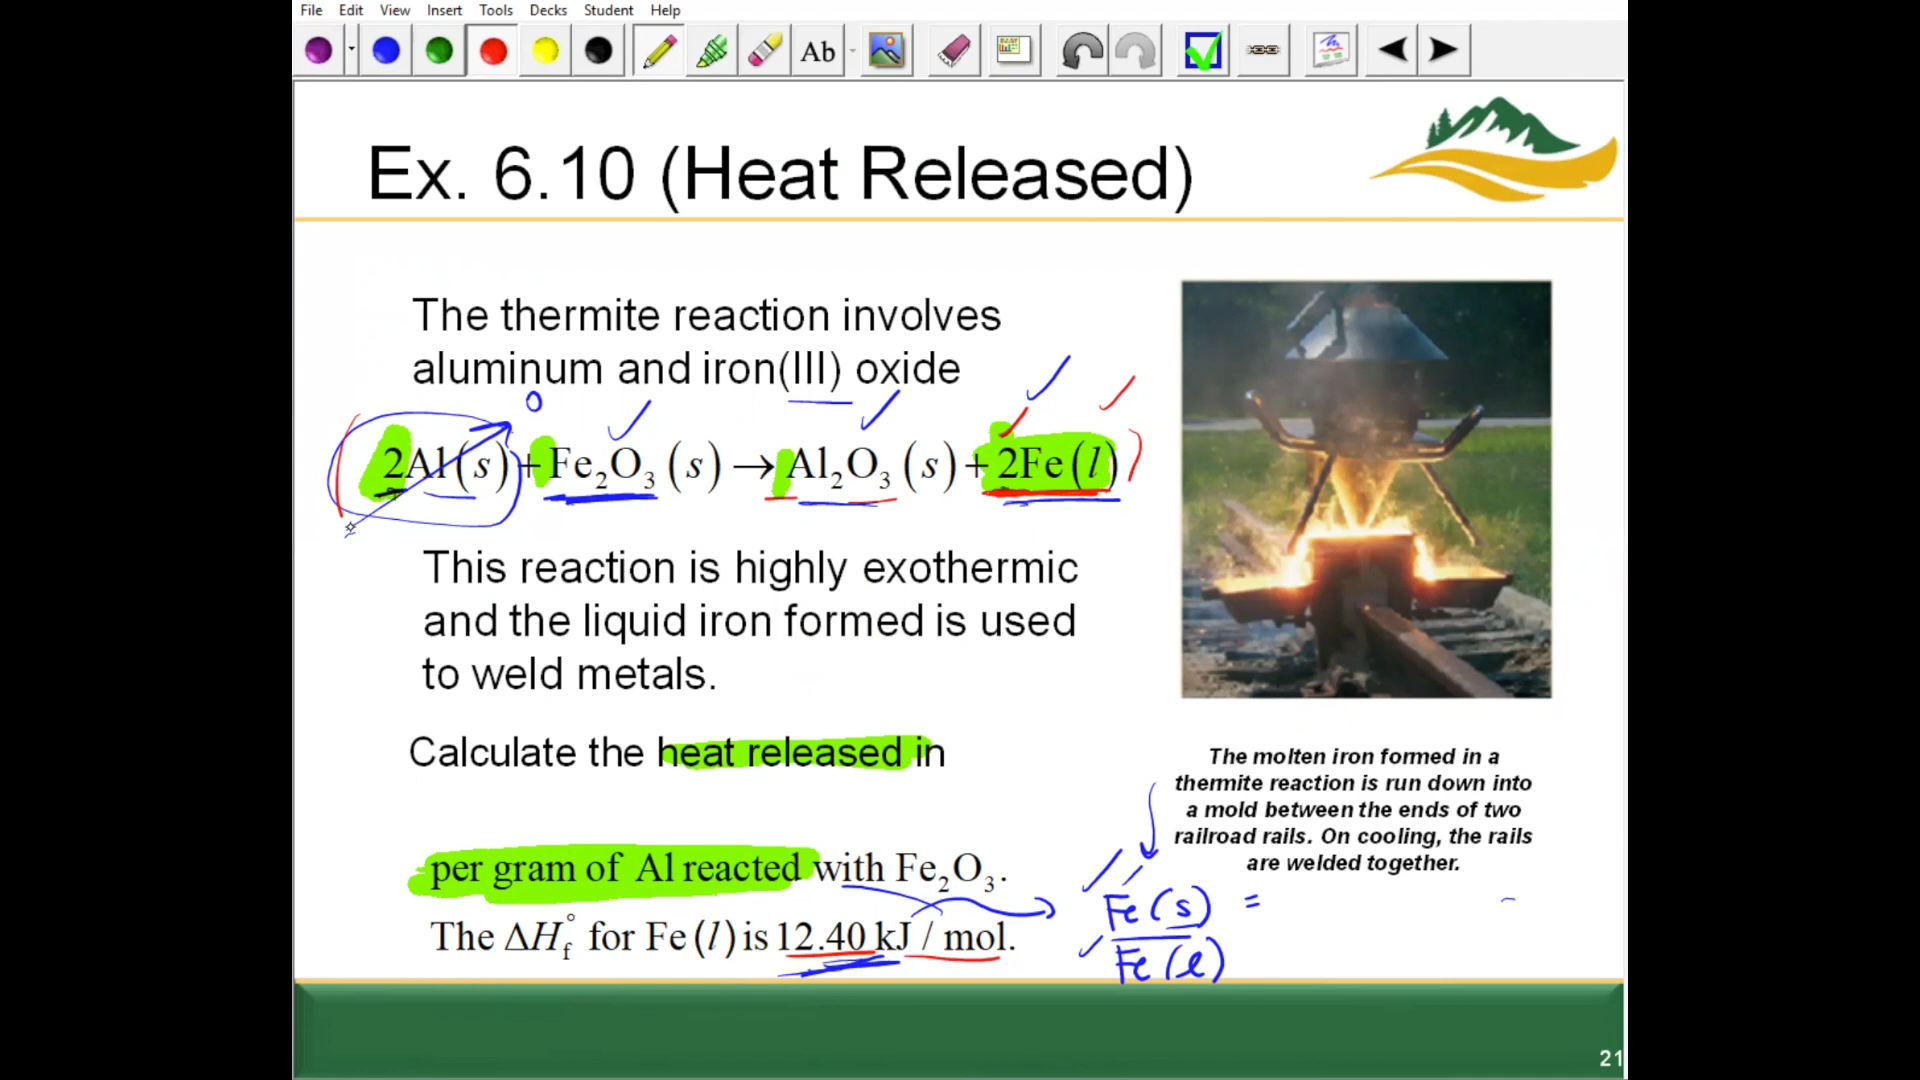 File Edit View Insert Tools Decks Student Help
Ab
Ex. 6.10 (Heat Released)
The thermite reaction involves
aluminum and iron(III) oxide
0
2Al(s)+Fe₂O₃(s)→Al₂O₃(s)+2Fe(l)
This reaction is highly exothermic
and the liquid iron formed is used
to weld metals.
Calculate the heat released in
per gram of Al reacted with Fe₂O₃.
The ΔH°f for Fe(l) is 12.40 kJ / mol.
The molten iron formed in a
thermite reaction is run down into
a mold between the ends of two
railroad rails. On cooling, the rails
are welded together.
Fe(s) =
Fe(l)
21